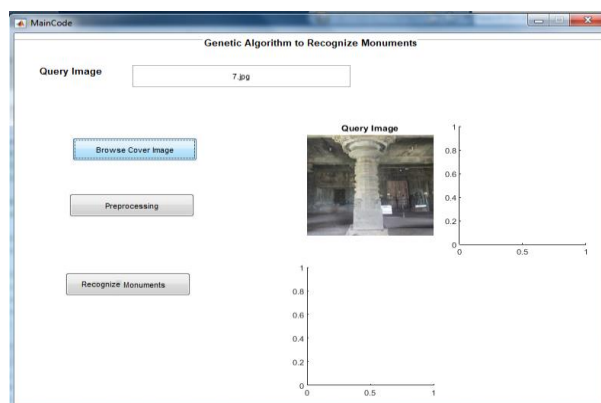 MainCode
Genetic Algorithm to Recognize Monuments
Query Image
7.jpg
Browse Cover Image
Preprocessing
Recognize Monuments
Query Image
1
0.8
0.6
0.4
0.2
0
0
0.5
1
1
0.8
0.6
0.4
0.2
0
0
0.5
1